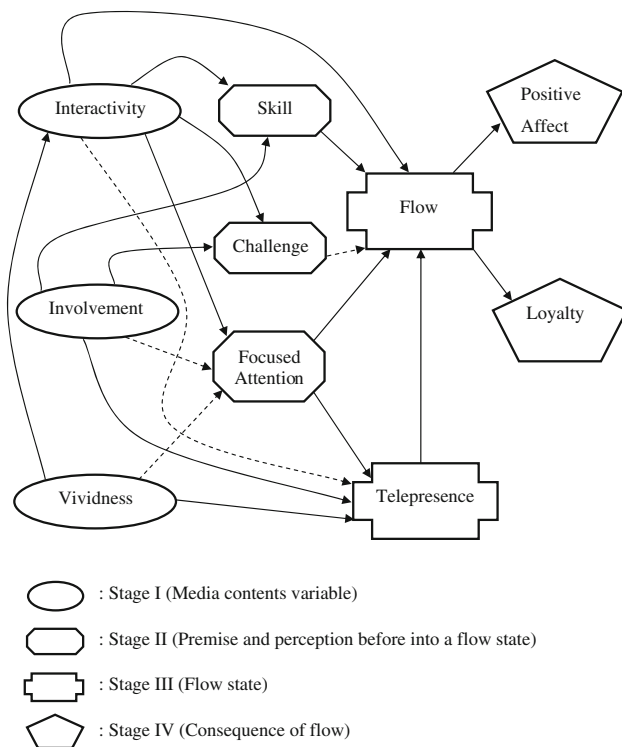 Interactivity
Skill
Positive
Affect
Flow
Challenge
Involvement
Loyalty
Focused
Attention
Vividness
Telepresence
: Stage I (Media contents variable)
: Stage II (Premise and perception before into a flow state)
: Stage III (Flow state)
: Stage IV (Consequence of flow)